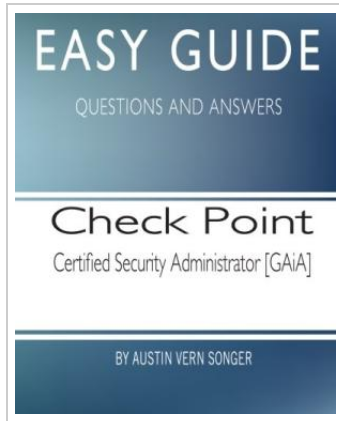 EASY GUIDE
QUESTIONS AND ANSWERS
Check Point
Certified Security Administrator [GAiA]
BY AUSTIN VERN SONGER